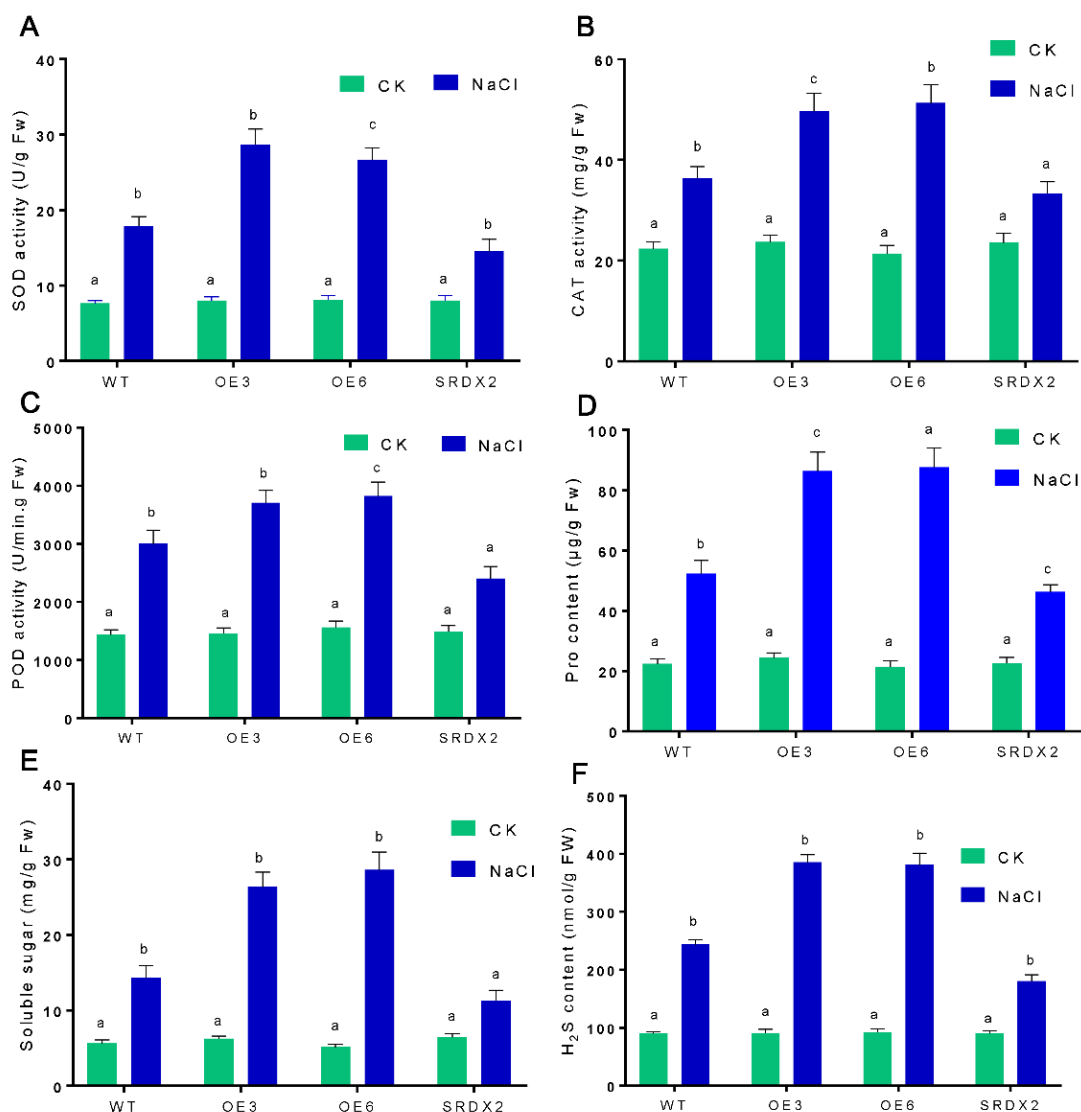 A
SOD activity (U/g Fw)
40
30
20
10
0
CK NaCl
a b a b a c a b
WT OE3 OE6 SRDX2
B
CAT activity (mg/g Fw)
60
40
20
0
CK
NaCl
a b a c a b a a
WT OE3 OE6 SRDX2
C
POD activity (U/min.g Fw)
5000
4000
3000
2000
1000
0
CK NaCl
a b a b a c a a
WT OE3 OE6 SRDX2
D
Pro content (µg/g Fw)
100
80
60
40
20
0
CK
NaCl
a b a c a a a c
WT OE3 OE6 SRDX2
E
Soluble sugar (mg/g Fw)
40
30
20
10
0
CK
NaCl
a b a b a b a a
WT OE3 OE6 SRDX2
F
H₂S content (nmol/g FW)
500
400
300
200
100
0
CK
NaCl
a b a b a b a b
WT OE3 OE6 SRDX2